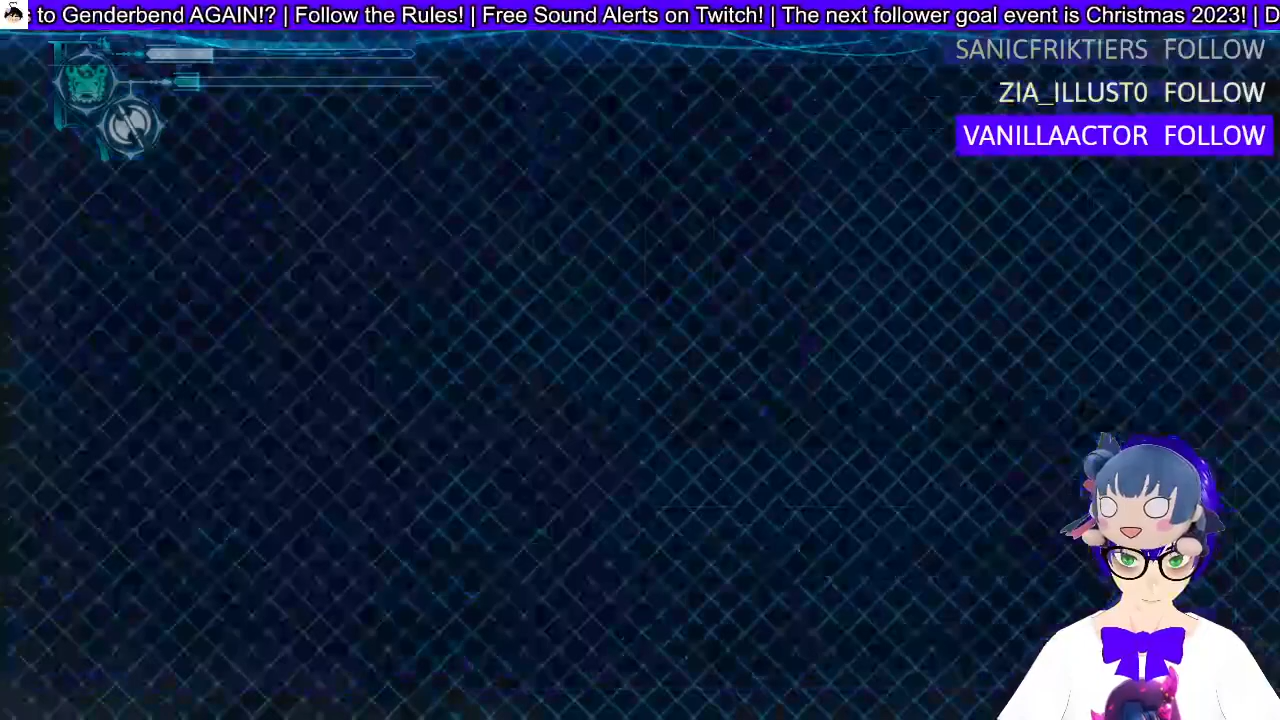 to Genderbend AGAIN!? | Follow the Rules! | Free Sound Alerts on Twitch! | The next follower goal event is Christmas 2023! | D
SANICFRIKTIERS FOLLOW
ZIA_ILLUST0 FOLLOW
VANILLAACTOR FOLLOW